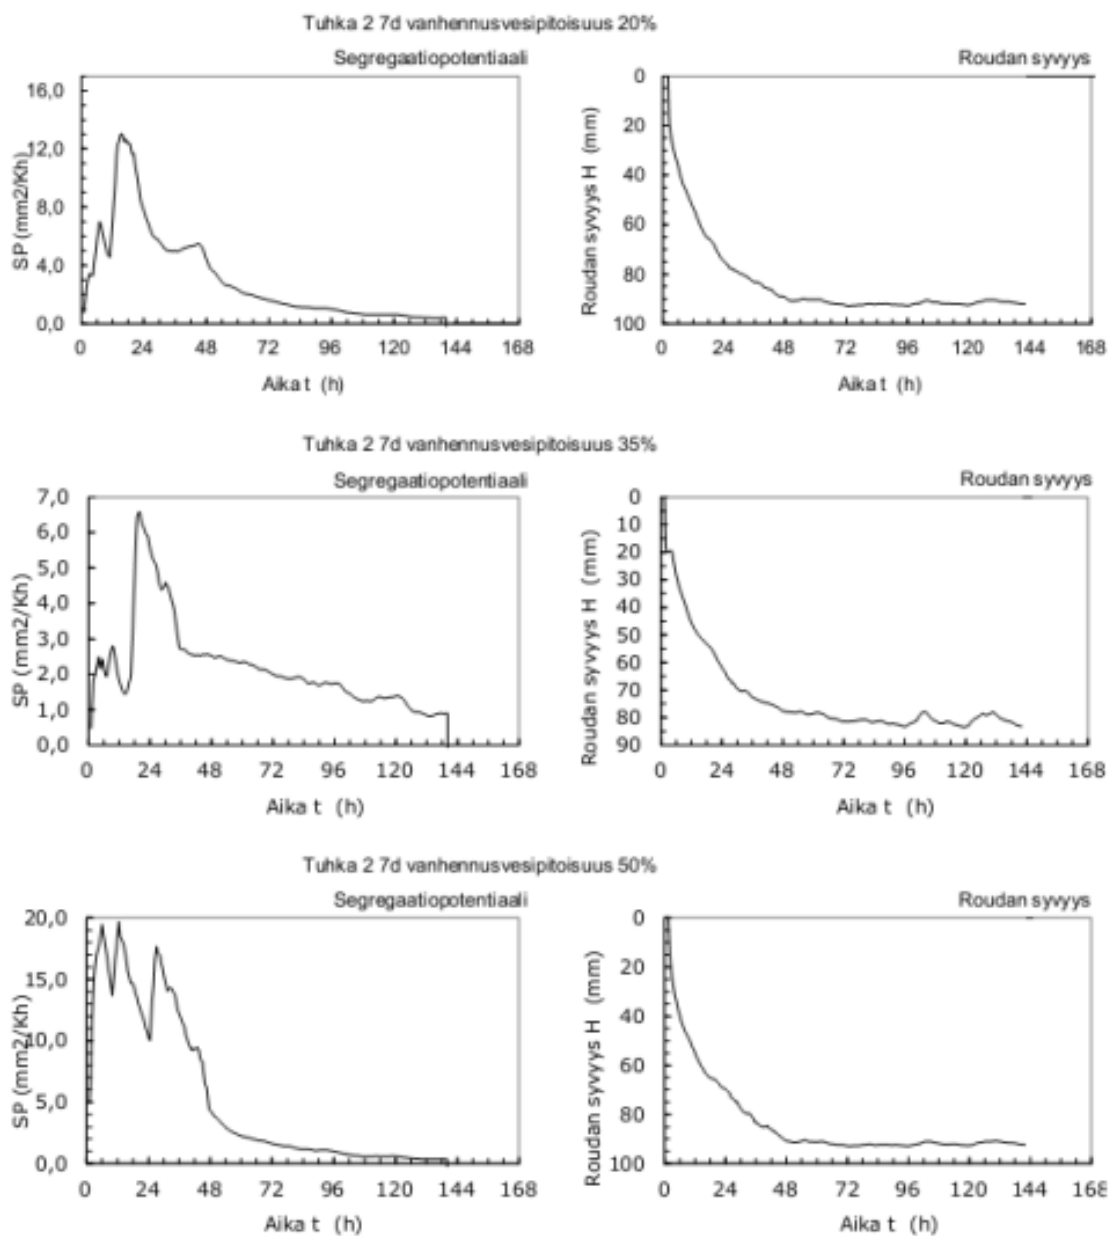 Tuhka 2 7d vanhennusvesipitoisuus 20%
Segregaatiopotentiaali
Roudan syvyys
SP (mm2/Kh)
16,0
12,0
8,0
4,0
0,0
0 24 48 72 96 120 144 168
Aika t (h)
Roudan syvyys H (mm)
0
20
40
60
80
100
0 24 48 72 96 120 144 168
Aika t (h)
Tuhka 2 7d vanhennusvesipitoisuus 35%
Segregaatiopotentiaali
Roudan syvyys
SP (mm2/Kh)
7,0
6,0
5,0
4,0
3,0
2,0
1,0
0,0
0 24 48 72 96 120 144 168
Aika t (h)
Roudan syvyys H (mm)
0
10
20
30
40
50
60
70
80
90
0 24 48 72 96 120 144 168
Aika t (h)
Tuhka 2 7d vanhennusvesipitoisuus 50%
Segregaatiopotentiaali
Roudan syvyys
SP (mm2/Kh)
20,0
15,0
10,0
5,0
0,0
0 24 48 72 96 120 144 168
Aika t (h)
Roudan syvyys H (mm)
0
20
40
60
80
100
0 24 48 72 96 120 144 168
Aika t (h)